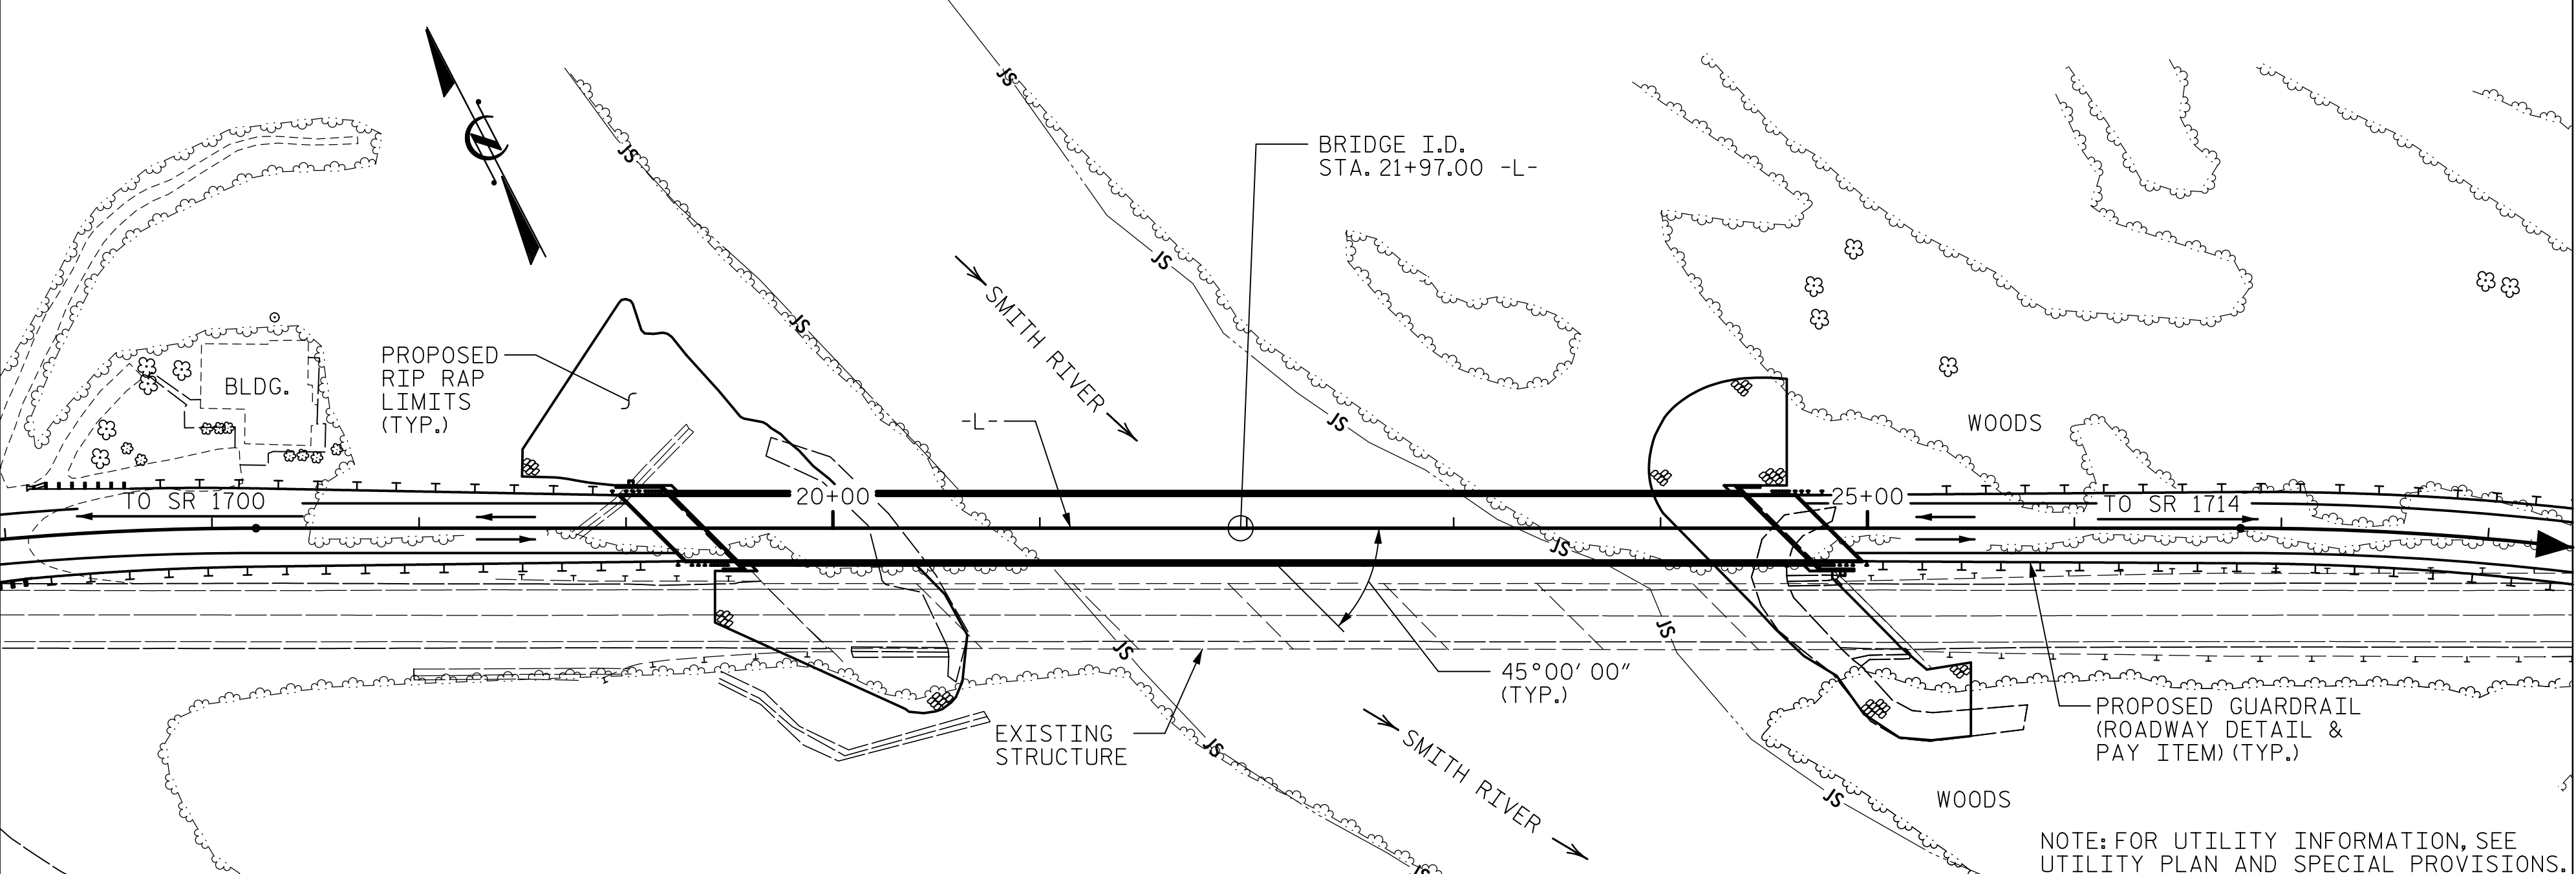 BRIDGE I.D.
STA. 21+97.00 -L-
SMITH RIVER
PROPOSED
RIP RAP
LIMITS
(TYP.)
BLDG.
-L-
WOODS
TO SR 1700
20+00
25+00
TO SR 1714
45°00'00"
(TYP.)
EXISTING
STRUCTURE
SMITH RIVER
PROPOSED GUARDRAIL
(ROADWAY DETAIL &
PAY ITEM) (TYP.)
WOODS
NOTE: FOR UTILITY INFORMATION, SEE
UTILITY PLAN AND SPECIAL PROVISIONS.
JS
JS
JS
JS
JS
JS
JS
JS
JS
JS
JS
JS
N